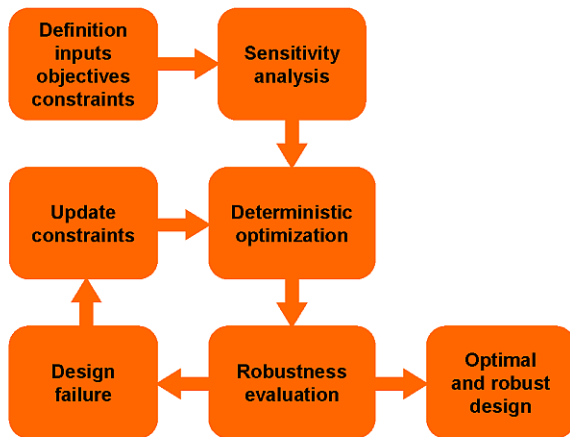 Definition
inputs
objectives
constraints
Sensitivity
analysis
Update
constraints
Deterministic
optimization
Design
failure
Robustness
evaluation
Optimal
and robust
design